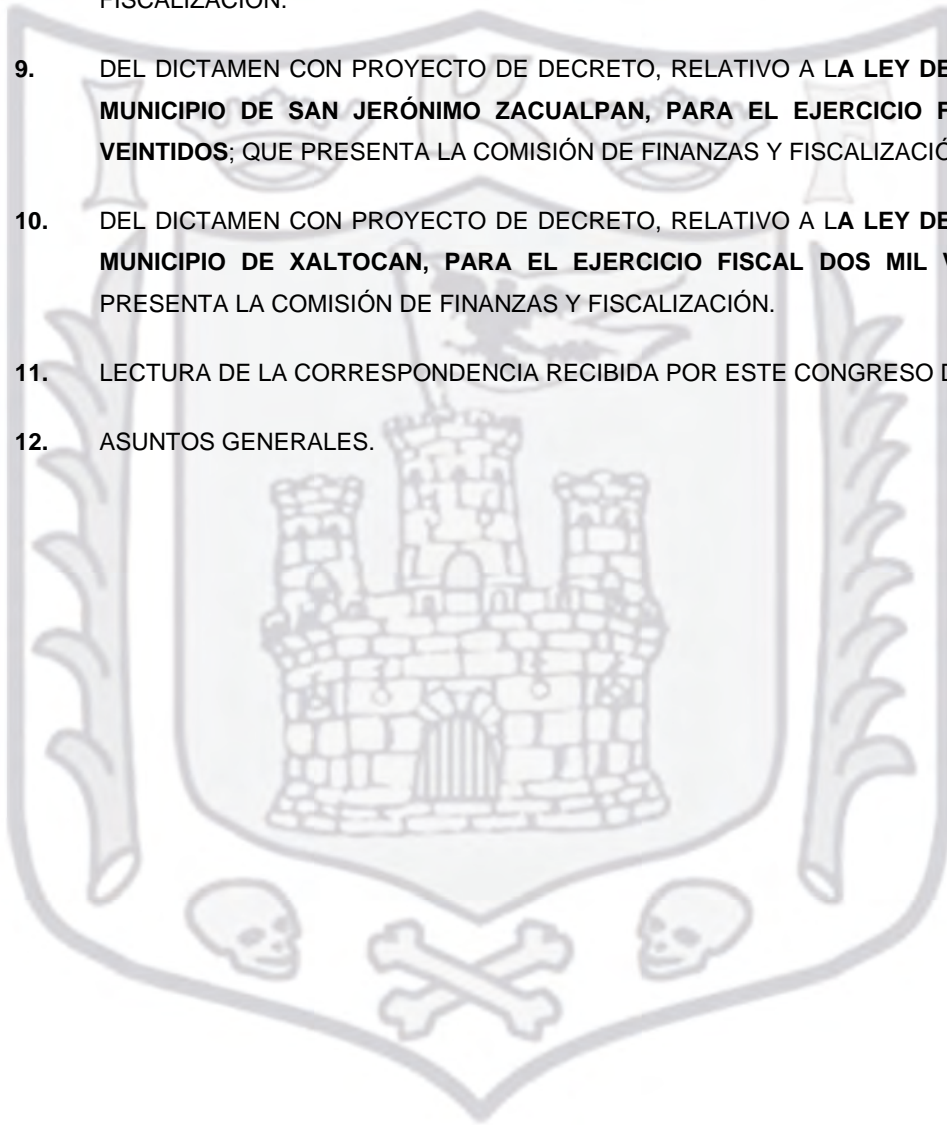 FISCALIZACIÓN.
9. DEL DICTAMEN CON PROYECTO DE DECRETO, RELATIVO A LA LEY DE
MUNICIPIO DE SAN JERÓNIMO ZACUALPAN, PARA EL EJERCICIO F
VEINTIDOS; QUE PRESENTA LA COMISIÓN DE FINANZAS Y FISCALIZACIÓ
10. DEL DICTAMEN CON PROYECTO DE DECRETO, RELATIVO A LA LEY DE
MUNICIPIO DE XALTOCAN, PARA EL EJERCICIO FISCAL DOS MIL V
PRESENTA LA COMISIÓN DE FINANZAS Y FISCALIZACIÓN.
11. LECTURA DE LA CORRESPONDENCIA RECIBIDA POR ESTE CONGRESO D
12. ASUNTOS GENERALES.
I K F